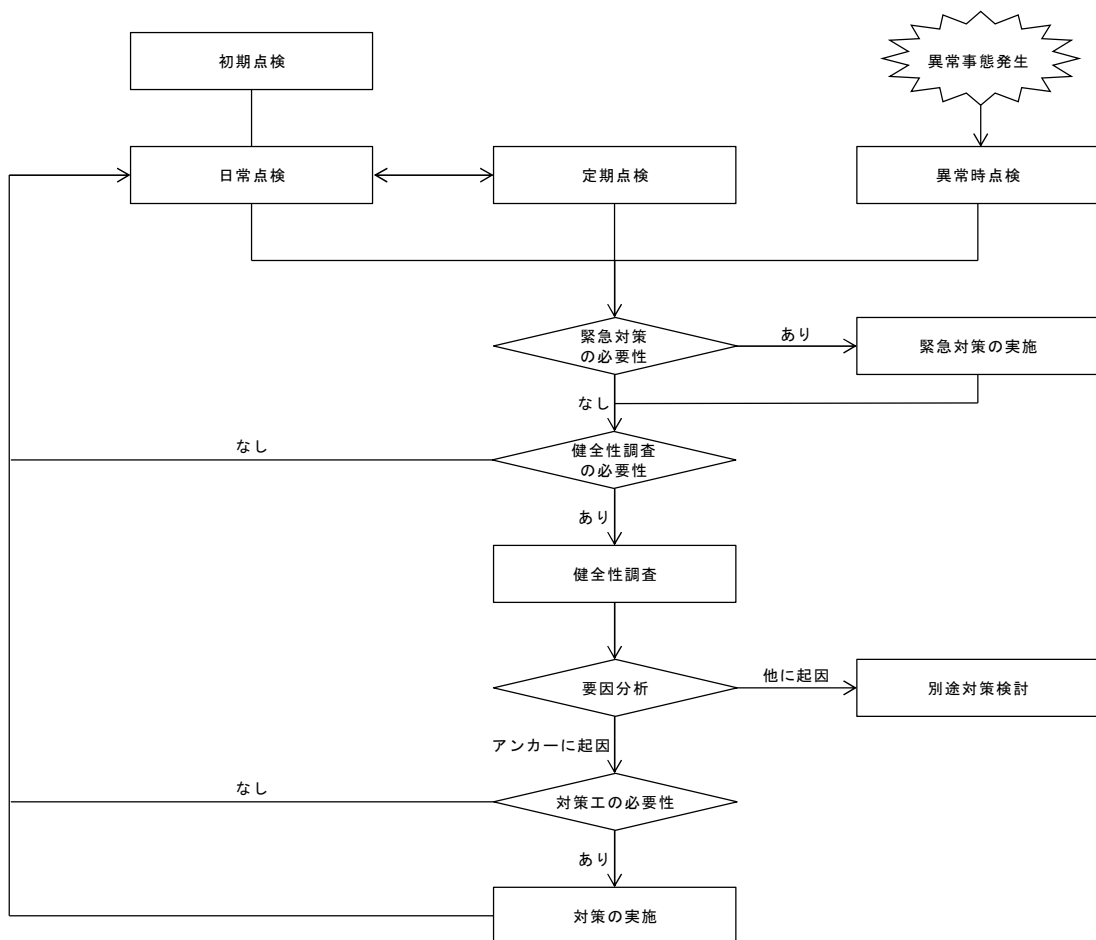 初期点検
異常事態発生
日常点検
定期点検
異常時点検
緊急対策
の必要性
あり
緊急対策の実施
なし
健全性調査
の必要性
なし
あり
健全性調査
要因分析
他に起因
別途対策検討
アンカーに起因
対策工の必要性
なし
あり
対策の実施